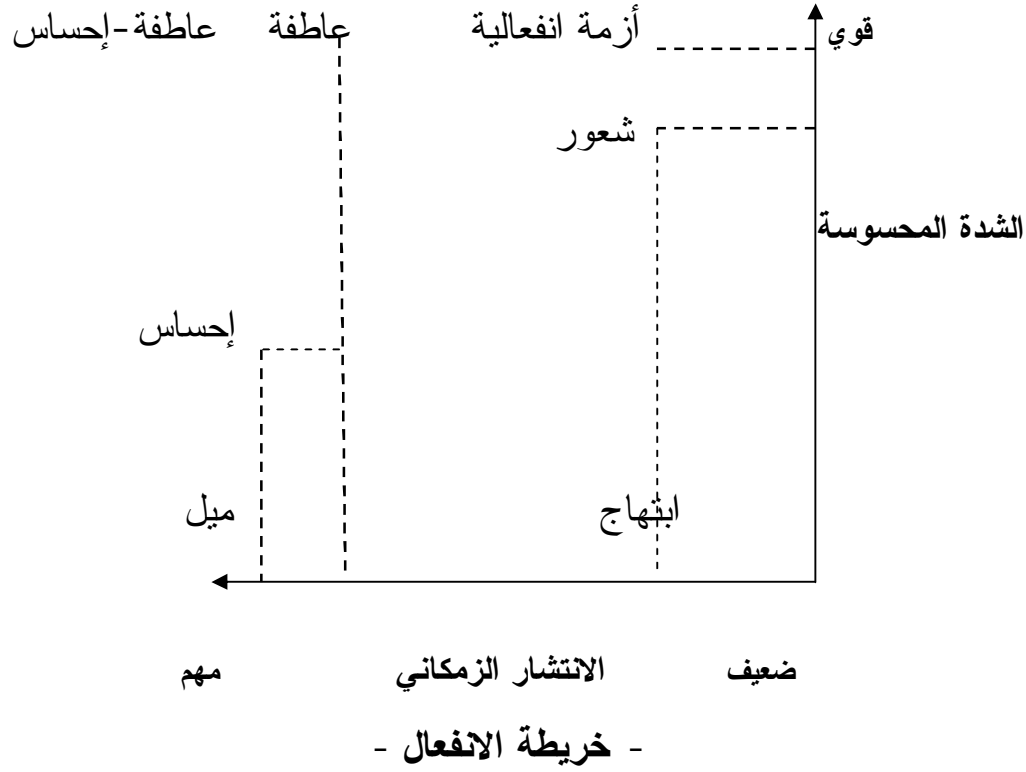 قوي
أزمة انفعالية
عاطفة
عاطفة-إحساس
شعور
الشدة المحسوسة
إحساس
ابتهاج
ميل
ضعيف
الانتشار الزمكاني
مهم
- خريطة الانفعال -